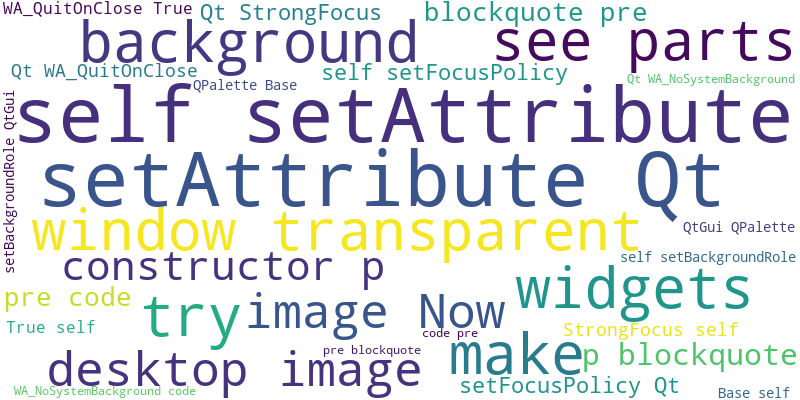 WA_QuitOnClose True
Qt StrongFocus
blockquote pre
background
see parts
Qt WA_QuitOnClose
self setFocusPolicy
Qt WA_NoSystemBackground
QPalette Base
self setAttribute
setBackgroundRole QtGui
setAttribute Qt
window transparent
QtGui QPalette
constructor p
self setBackgroundRole
widgets
pre code
try
image Now
True self
StrongFocus self
code pre
make
pre blockquote
p blockquote
desktop image
setFocusPolicy Qt
WA_NoSystemBackground code
Base self